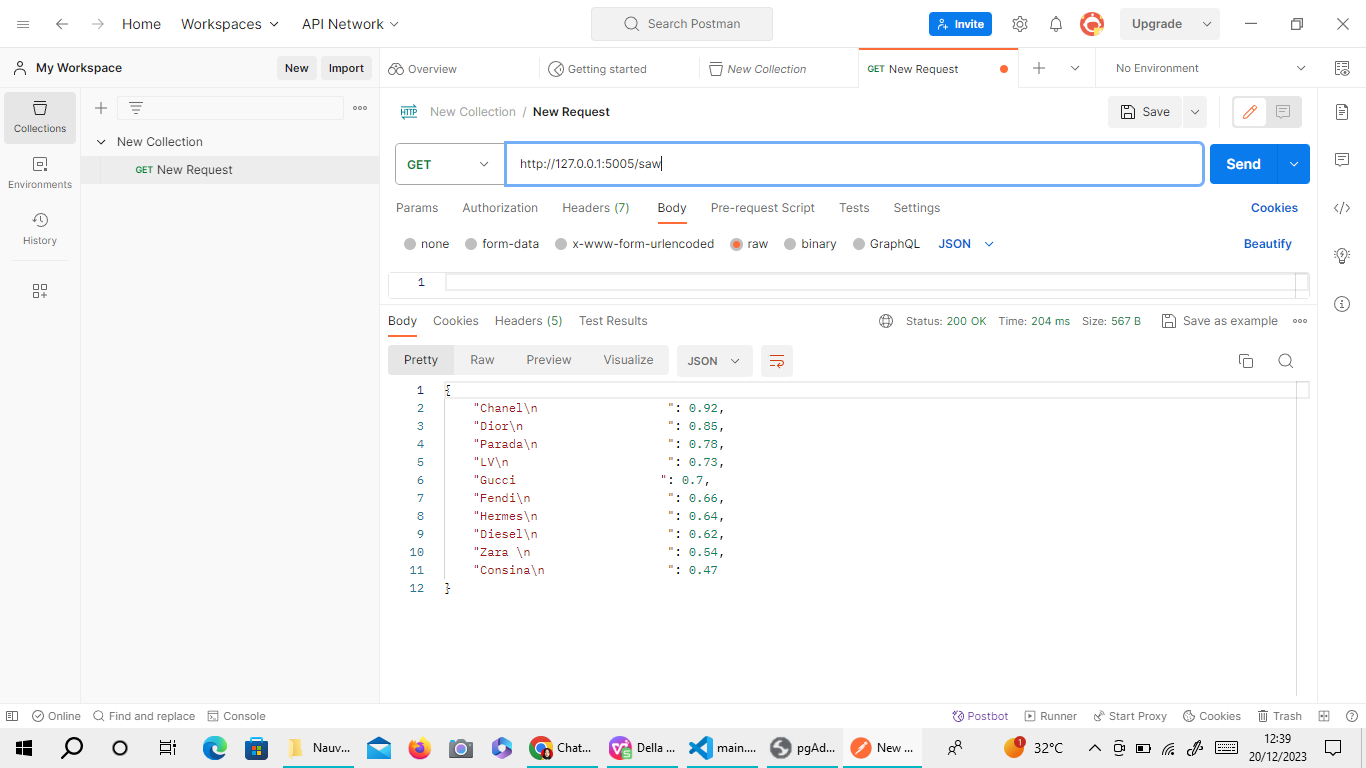 Home Workspaces API Network Search Postman Invite Upgrade
My Workspace New Import Overview Getting started New Collection GET New Request No Environment
Collections
Environments
History
New Collection
GET New Request
HTTP New Collection / New Request Save
GET http://127.0.0.1:5005/saw Send
Params Authorization Headers (7) Body Pre-request Script Tests Settings Cookies
none form-data x-www-form-urlencoded raw binary GraphQL JSON Beautify
1
Body Cookies Headers (5) Test Results Status: 200 OK Time: 204 ms Size: 567 B Save as example
Pretty Raw Preview Visualize JSON
1 {
2 "Chanel\n ": 0.92,
3 "Dior\n ": 0.85,
4 "Parada\n ": 0.78,
5 "LV\n ": 0.73,
6 "Gucci ": 0.7,
7 "Fendi\n ": 0.66,
8 "Hermes\n ": 0.64,
9 "Diesel\n ": 0.62,
10 "Zara \n ": 0.54,
11 "Consina\n ": 0.47
12 }
Online Find and replace Console Postbot Runner Start Proxy Cookies Trash
Nauv... Chat... Della ... main.... pgAd... New ... 1 32°C 12:39
20/12/2023